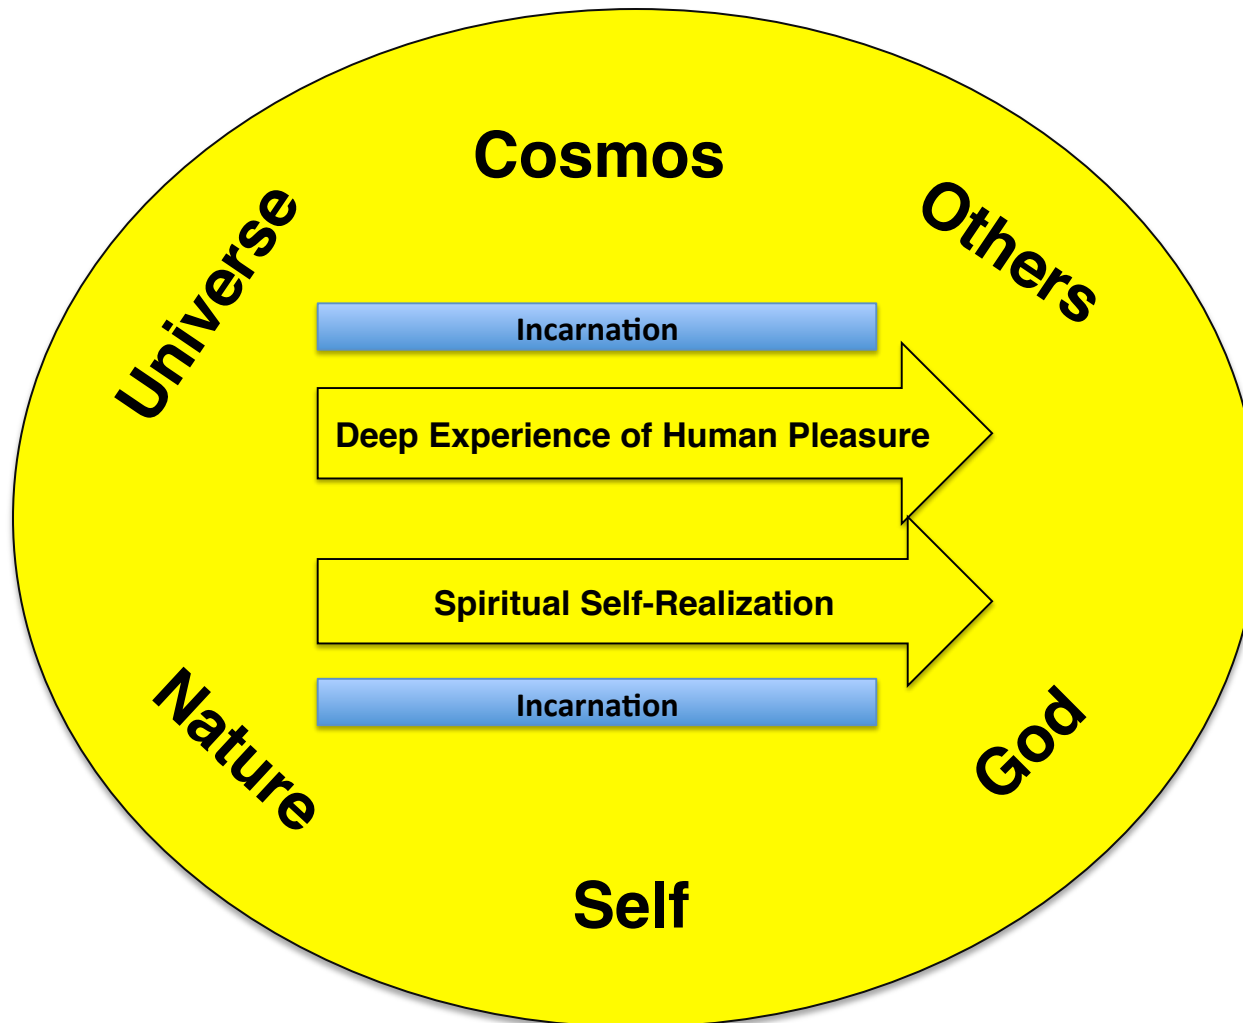 Cosmos
Others
Universe
Incarnation
Deep Experience of Human Pleasure
Spiritual Self-Realization
Incarnation
Nature
God
Self